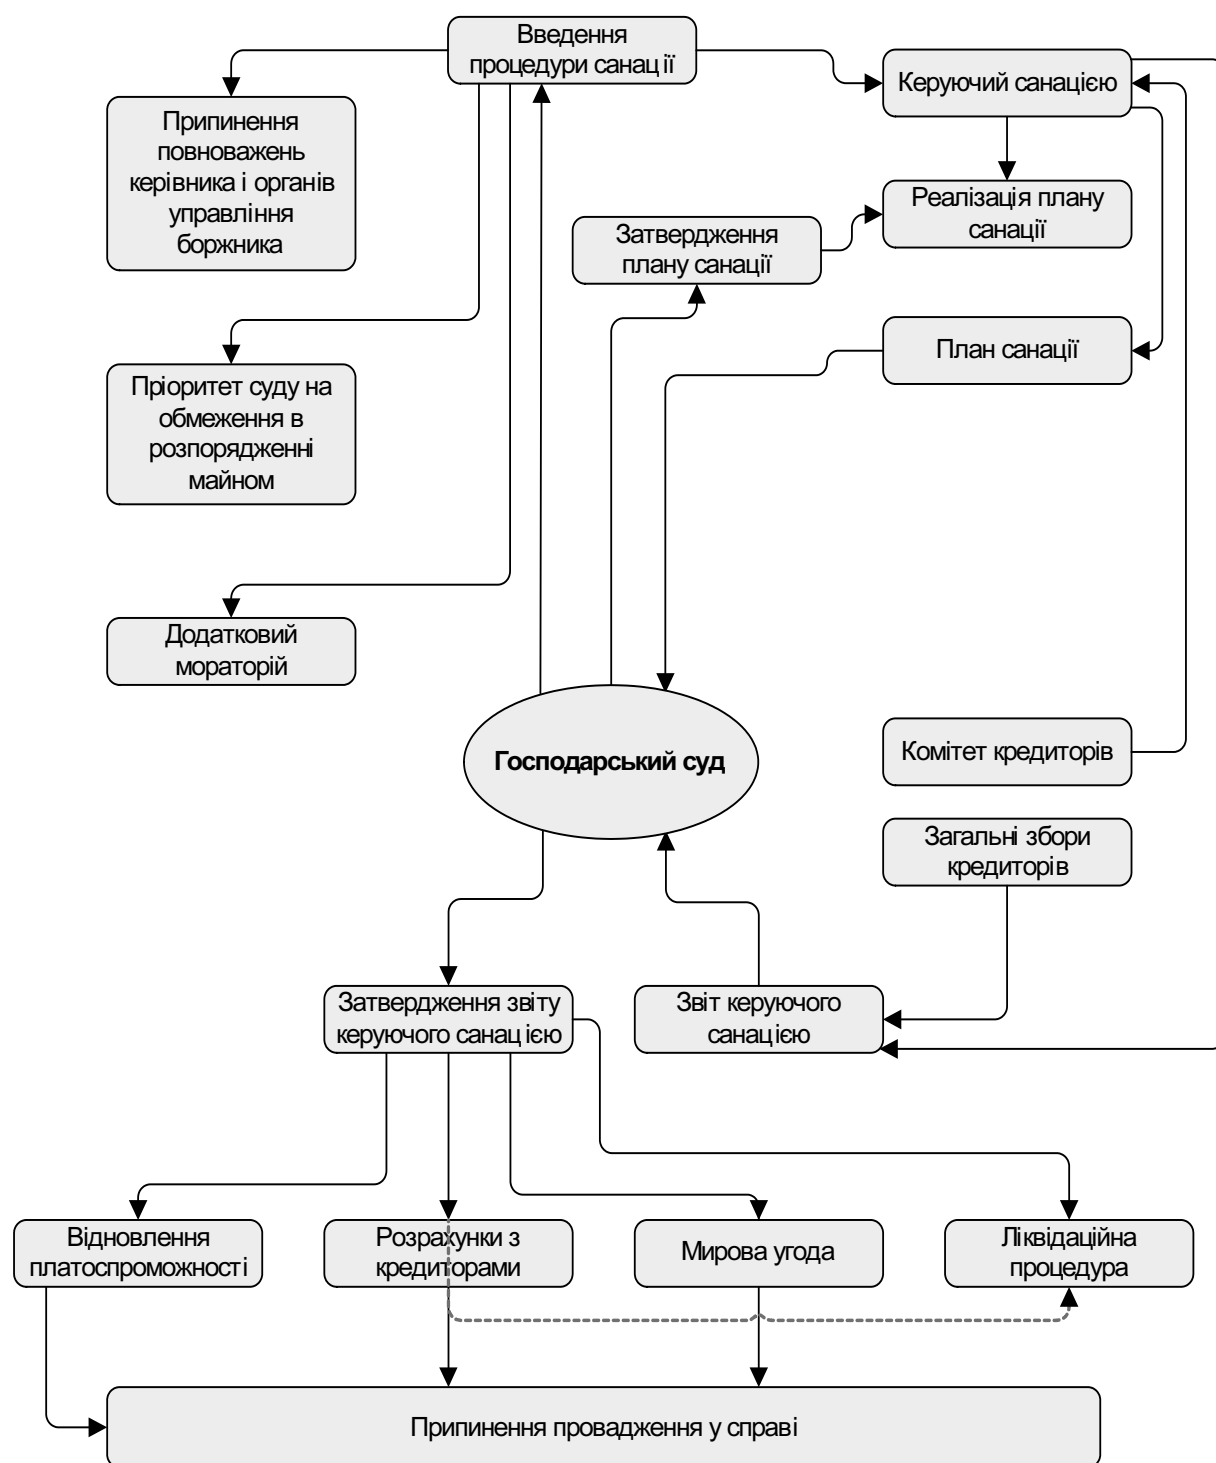 Введення
процедури санації
Керуючий санацією
Припинення
повноважень
керівника і органів
управління
боржника
Реалізація плану
санації
Затвердження
плану санації
План санації
Пріоритет суду на
обмеження в
розпорядженні
майном
Додатковий
мораторій
Господарський суд
Комітет кредиторів
Загальні збори
кредиторів
Затвердження звіту
керуючого санацією
Звіт керуючого
санацією
Відновлення
платоспроможності
Розрахунки з
кредиторами
Мирова угода
Ліквідаційна
процедура
Припинення провадження у справі